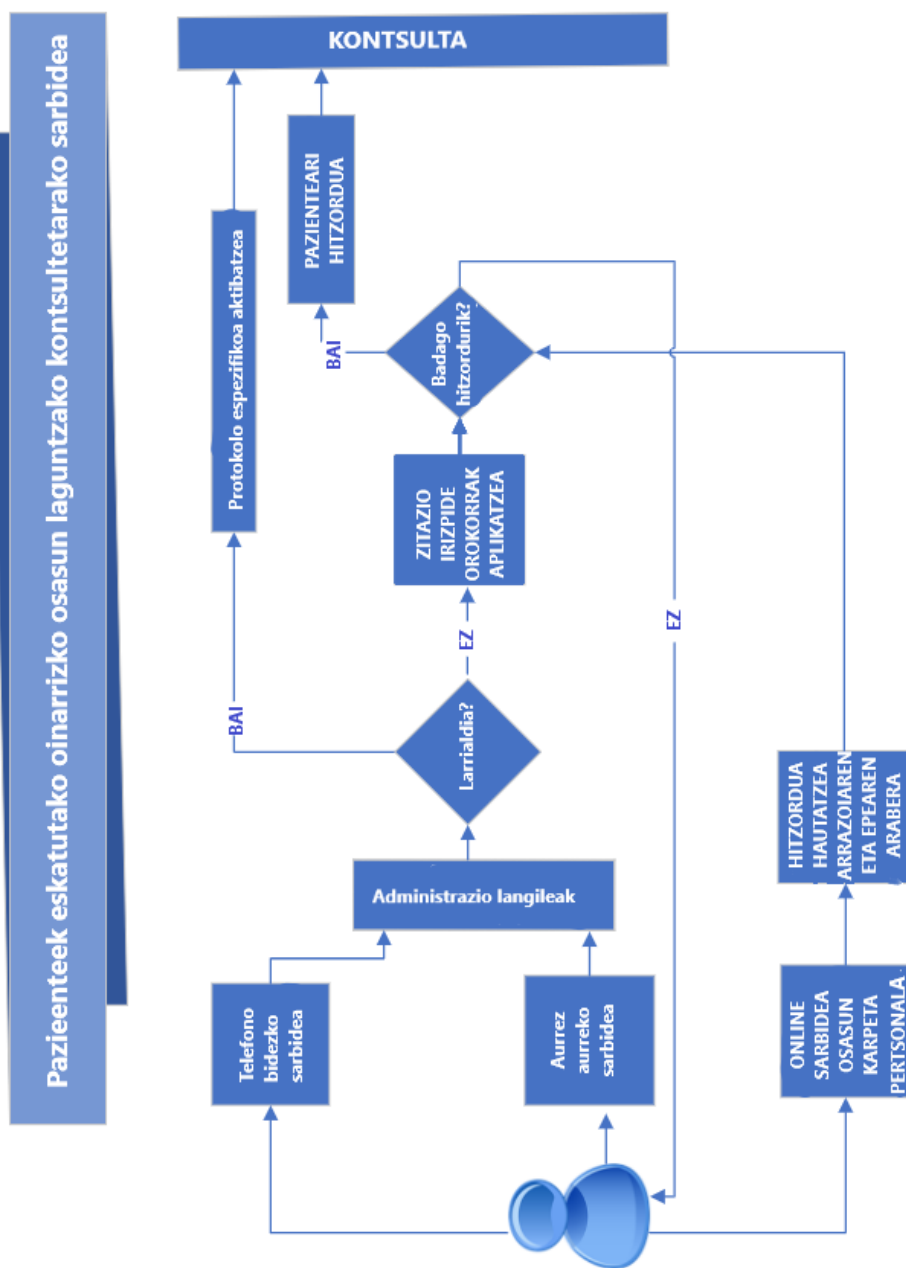 Pazieenteek eskatutako oinarrizko osasun laguntzako kontsultetarako sarbidea
Telefono
bidezko
sarbidea
Aurrez
aurreko
sarbidea
ONLINE
SARBIDEA
OSASUN
KARPETA
PERTSONALA
Administrazio langileak
HITZORDUA
HAUTATZEA
ARRAZOIAREN
ETA EPEAREN
ARABERA
Larrialdia?
BAI
EZ
Protokolo espezifikoa aktibatzea
ZITAZIO
IRIZPIDE
OROKORRAK
APLIKATZEA
Badago
hitzordurik?
BAI
EZ
PAZIENTEARI
HITZORDUA
KONTSULTA